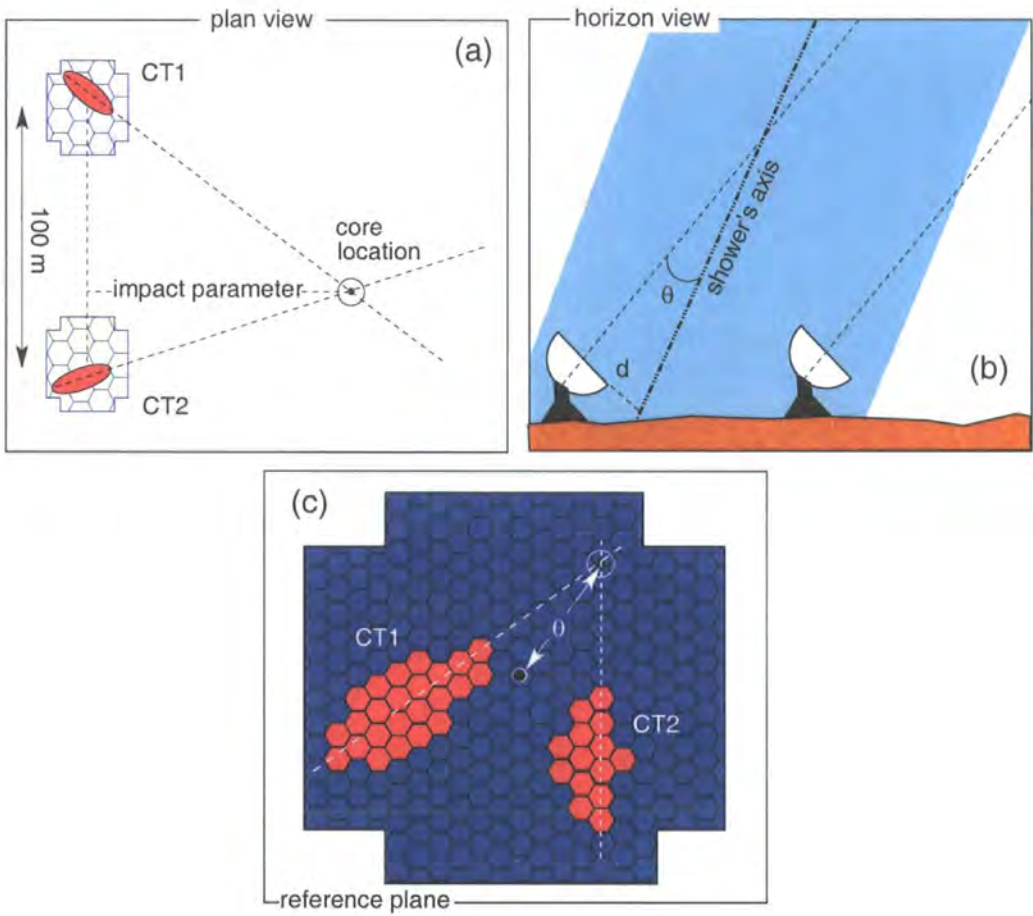 plan view
(a)
CT1
100 m
core
location
impact parameter
CT2
horizon view
shower's axis
θ
d
(b)
(c)
CT1
θ
CT2
reference plane